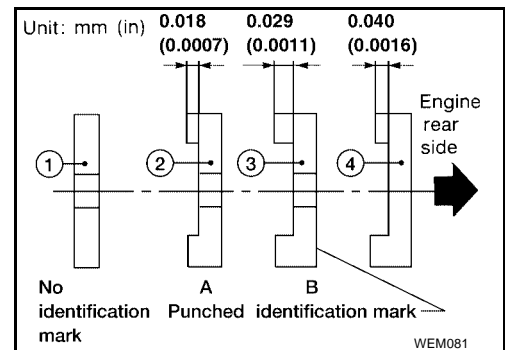 Unit: mm (in)
0.018 0.029 0.040
(0.0007) (0.0011) (0.0016)
Engine
rear
side
1 2 3 4
No A B
identification Punched identification mark
mark
WEM081